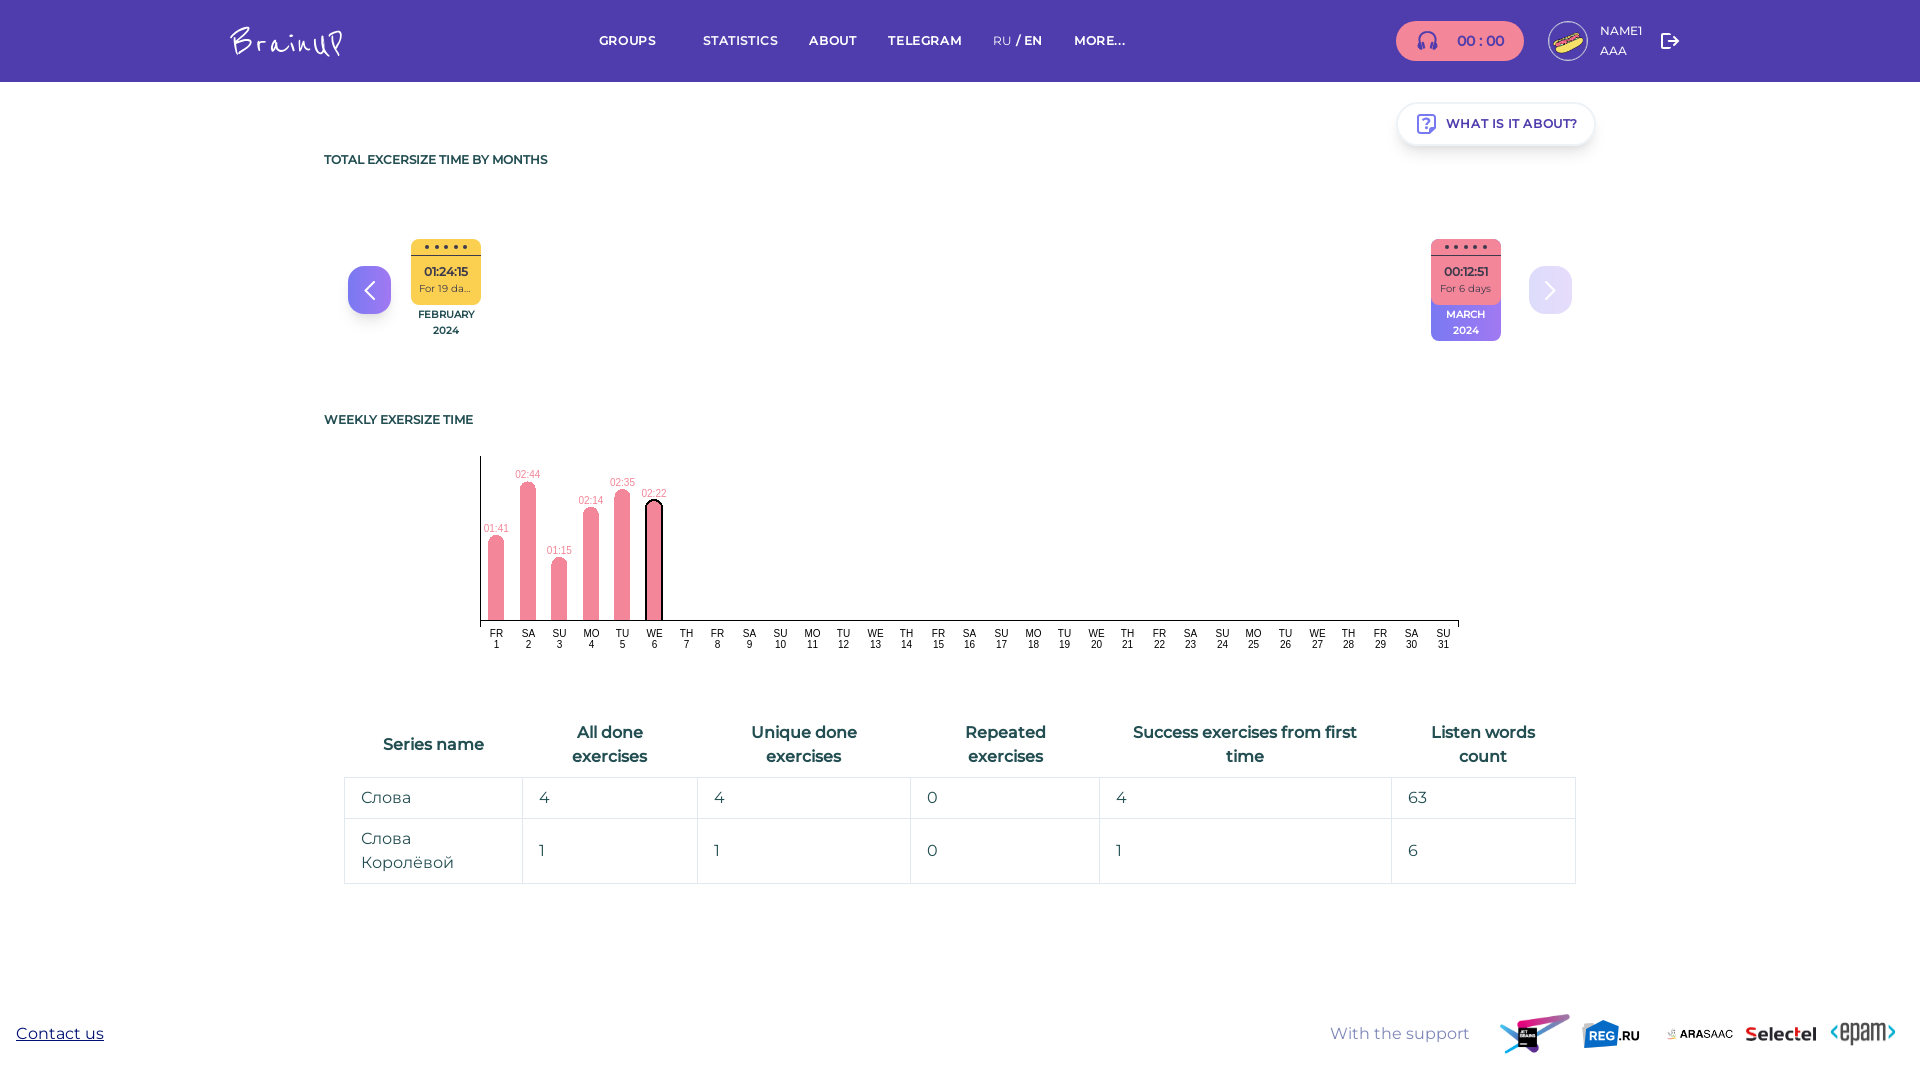 BrainUP
GROUPS STATISTICS ABOUT TELEGRAM RU / EN MORE... 00 : 00 NAME1
AAA
WHAT IS IT ABOUT?
TOTAL EXCERSIZE TIME BY MONTHS
01:24:15
For 19 da...
FEBRUARY
2024
00:12:51
For 6 days
MARCH
2024
WEEKLY EXERSIZE TIME
01:41 02:44 01:15 02:14 02:35 02:22
FR SA SU MO TU WE TH FR SA SU MO TU WE TH FR SA SU MO TU WE TH FR SA SU MO TU WE TH FR SA SU
1 2 3 4 5 6 7 8 9 10 11 12 13 14 15 16 17 18 19 20 21 22 23 24 25 26 27 28 29 30 31
Series name All done exercises Unique done exercises Repeated exercises Success exercises from first time Listen words count
Слова 4 4 0 4 63
Слова Королёвой 1 1 0 1 6
Contact us With the support REG.RU ARASAAC Selectel <epam>